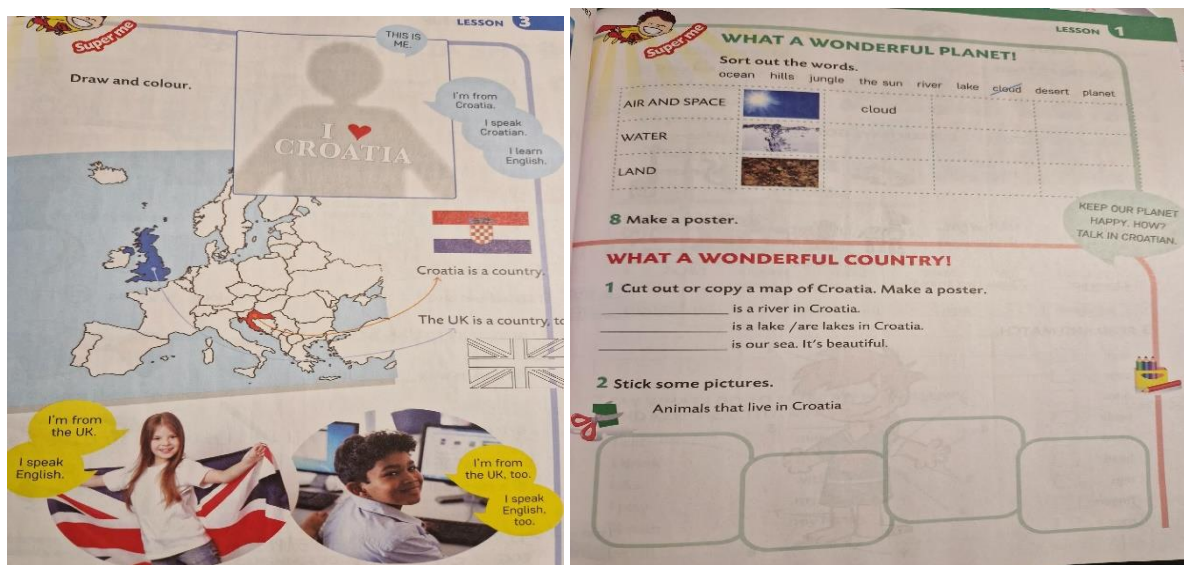 Super me
LESSON 3
THIS IS
ME.
Draw and colour.
I'm from
Croatia.
I speak
Croatian.
I learn
English.
I ❤
CROATIA
Croatia is a country.
The UK is a country,
I'm from
the UK.
I speak
English.
I'm from
the UK, too.
I speak
English,
too.
Super me
LESSON 1
WHAT A WONDERFUL PLANET!
Sort out the words.
ocean hills jungle the sun river lake cloud desert planet
AIR AND SPACE cloud
WATER
LAND
8 Make a poster.
KEEP OUR PLANET
HAPPY. HOW?
TALK IN CROATIAN.
WHAT A WONDERFUL COUNTRY!
1 Cut out or copy a map of Croatia. Make a poster.
____________ is a river in Croatia.
____________ is a lake /are lakes in Croatia.
____________ is our sea. It's beautiful.
2 Stick some pictures.
Animals that live in Croatia